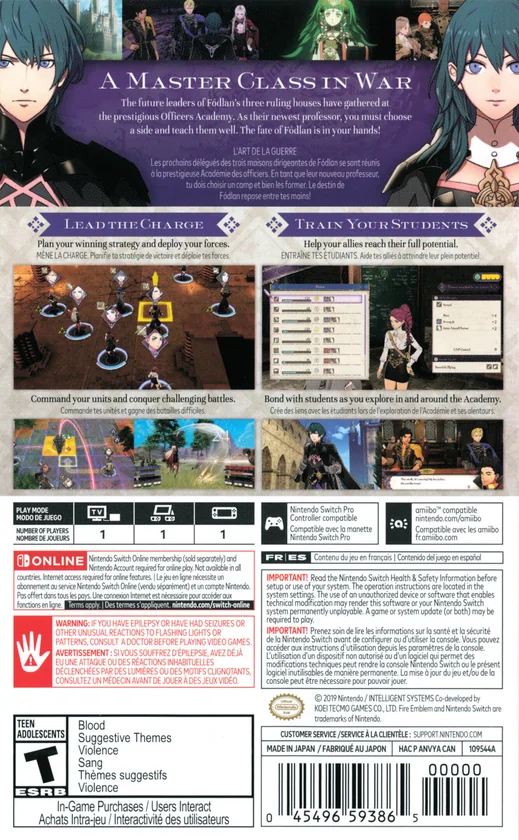 A MASTER CLASS IN WAR
The future leaders of Fódlan's three ruling houses have gathered at
the prestigious Officers Academy. As their newest professor, you must choose
a side and teach them well. The fate of Fódlan is in your hands!
L'ART DE LA GUERRE
Les prochains délégués des trois maisons dirigeantes de Fódlan se sont réunis
à la prestigieuse Académie des officiers. En tant que leur nouveau professeur,
tu dois choisir un camp et bien les former. Le destin de
Fódlan repose entre tes mains!
LEAD THE CHARGE
Plan your winning strategy and deploy your forces.
MÈNE LA CHARGE. Planifie ta stratégie de victoire et déploie tes forces.
TRAIN YOUR STUDENTS
Help your allies reach their full potential.
ENTRAÎNE TES ÉTUDIANTS. Aide tes alliés à atteindre leur plein potentiel.
Command your units and conquer challenging battles.
Commande tes unités et gagne des batailles difficiles.
Bond with students as you explore in and around the Academy.
Crée des liens avec les étudiants lors de l'exploration de l'Académie et ses alentours.
PLAY MODE
MODO DE JUEGO
TV
NUMBER OF PLAYERS
NOMBRE DE JOUEURS
1
1
1
Nintendo Switch Pro
Controller compatible
Compatible avec la manette
Nintendo Switch Pro
amiibo™ compatible
nintendo.com/amiibo
Compatible avec les amiibo
fr.amiibo.com
ONLINE
Nintendo Switch Online membership (sold separately) and
Nintendo Account required for online play. Not available in all
countries. Internet access required for online features. | Le jeu en ligne nécessite un
abonnement au service Nintendo Switch Online (vendu séparément) et un compte Nintendo.
Pas offert dans tous les pays. Une connexion Internet est nécessaire pour accéder aux
fonctions en ligne. Terms apply. | Des termes s'appliquent. nintendo.com/switch-online
FR ES Contenu du jeu en français | Contenido del juego en español
WARNING: IF YOU HAVE EPILEPSY OR HAVE HAD SEIZURES OR
OTHER UNUSUAL REACTIONS TO FLASHING LIGHTS OR
PATTERNS, CONSULT A DOCTOR BEFORE PLAYING VIDEO GAMES.
AVERTISSEMENT : SI VOUS SOUFFREZ D'ÉPILEPSIE, AVEZ DÉJÀ
EU UNE ATTAQUE OU DES RÉACTIONS INHABITUELLES
DÉCLENCHÉES PAR DES LUMIÈRES OU DES MOTIFS CLIGNOTANTS,
CONSULTEZ UN MÉDECIN AVANT DE JOUER À DES JEUX VIDÉO.
IMPORTANT! Read the Nintendo Switch Health & Safety Information before
setup or use of your system. The operation instructions are located in the
system settings. The use of an unauthorized device or software that enables
technical modification may render this software or your Nintendo Switch
system permanently unplayable. A game or system update (or both) may be
required to play.
IMPORTANT! Prenez soin de lire les informations sur la santé et la sécurité
de la Nintendo Switch avant de configurer ou d'utiliser la console. Vous pouvez
accéder aux instructions d'utilisation depuis les paramètres de la console.
L'utilisation d'un dispositif non autorisé ou d'un logiciel qui permet des
modifications techniques peut rendre la console Nintendo Switch ou le présent
logiciel inutilisables de manière permanente. La mise à jour du jeu et/ou de la
console peut être nécessaire pour pouvoir jouer.
Nintendo
© 2019 Nintendo / INTELLIGENT SYSTEMS Co-developed by
KOEI TECMO GAMES CO., LTD. Fire Emblem and Nintendo Switch are
trademarks of Nintendo.
CUSTOMER SERVICE / SERVICE À LA CLIENTÈLE : SUPPORT.NINTENDO.COM
MADE IN JAPAN / FABRIQUÉ AU JAPON
HAC P ANVYA CAN
109544A
TEEN
ADOLESCENTS
T
ESRB
Blood
Suggestive Themes
Violence
Sang
Thèmes suggestifs
Violence
In-Game Purchases / Users Interact
Achats Intra-jeu / Interactivité des utilisateurs
00000
0 45496 59386 5